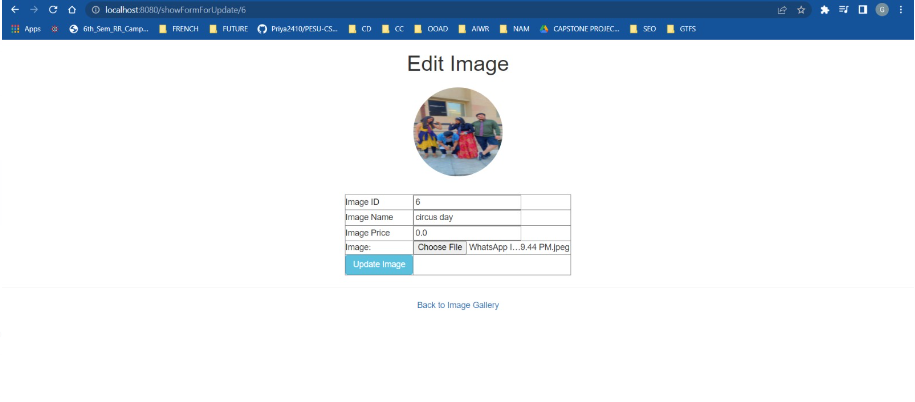 localhost:8080/showFormForUpdate/6
G
Apps 6th_Sem_RR_Camp... FRENCH FUTURE Priya2410/PESU-CS... CD CC OOAD AIWR NAM CAPSTONE PROJEC... SEO GTFS
Edit Image
Image ID 6
Image Name circus day
Image Price 0.0
Image: Choose File WhatsApp I...9.44 PM.jpeg
Update Image
Back to Image Gallery